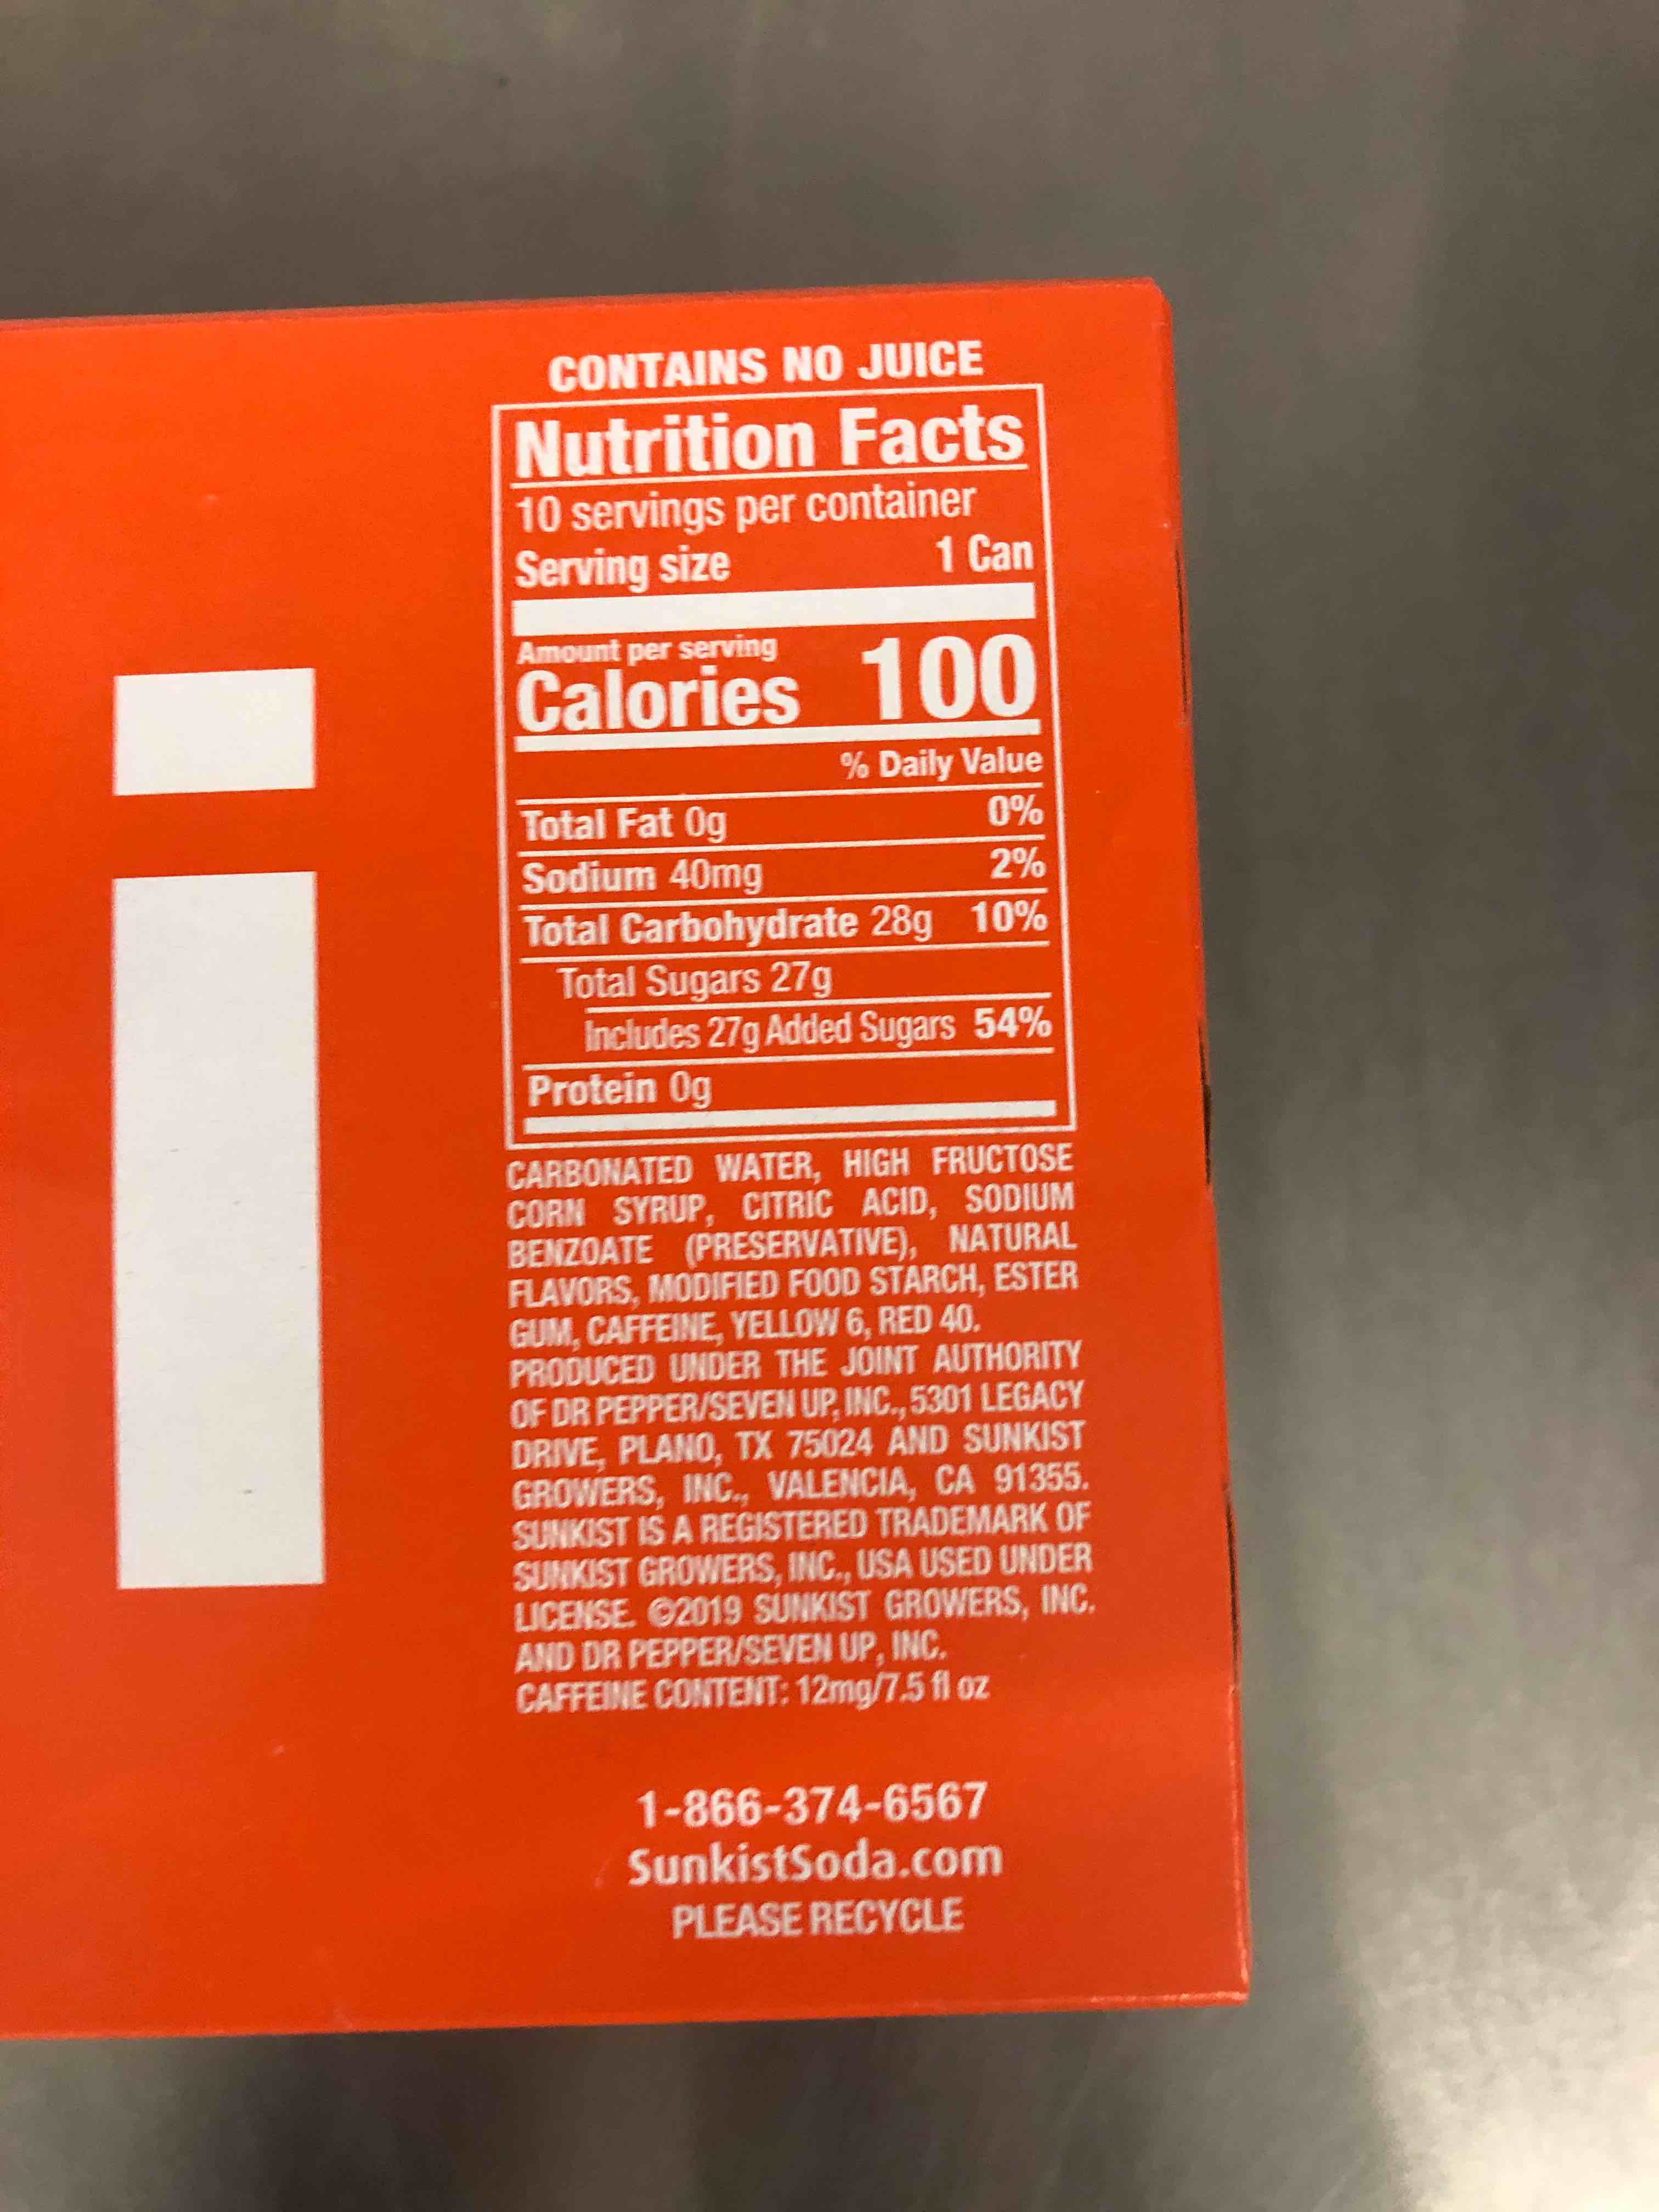 CONTAINS NO JUICE
Nutrition Facts
10 servings per container
Serving size 1 Can
Amount per serving
Calories 100
% Daily Value
Total Fat 0g 0%
Sodium 40mg 2%
Total Carbohydrate 28g 10%
Total Sugars 27g
Includes 27g Added Sugars 54%
Protein 0g
CARBONATED WATER, HIGH FRUCTOSE
CORN SYRUP, CITRIC ACID, SODIUM
BENZOATE (PRESERVATIVE), NATURAL
FLAVORS, MODIFIED FOOD STARCH, ESTER
GUM, CAFFEINE, YELLOW 6, RED 40.
PRODUCED UNDER THE JOINT AUTHORITY
OF DR PEPPER/SEVEN UP, INC., 5301 LEGACY
DRIVE, PLANO, TX 75024 AND SUNKIST
GROWERS, INC., VALENCIA, CA 91355.
SUNKIST IS A REGISTERED TRADEMARK OF
SUNKIST GROWERS, INC., USA USED UNDER
LICENSE. ©2019 SUNKIST GROWERS, INC.
AND DR PEPPER/SEVEN UP, INC.
CAFFEINE CONTENT: 12mg/7.5 fl oz
1-866-374-6567
SunkistSoda.com
PLEASE RECYCLE
i